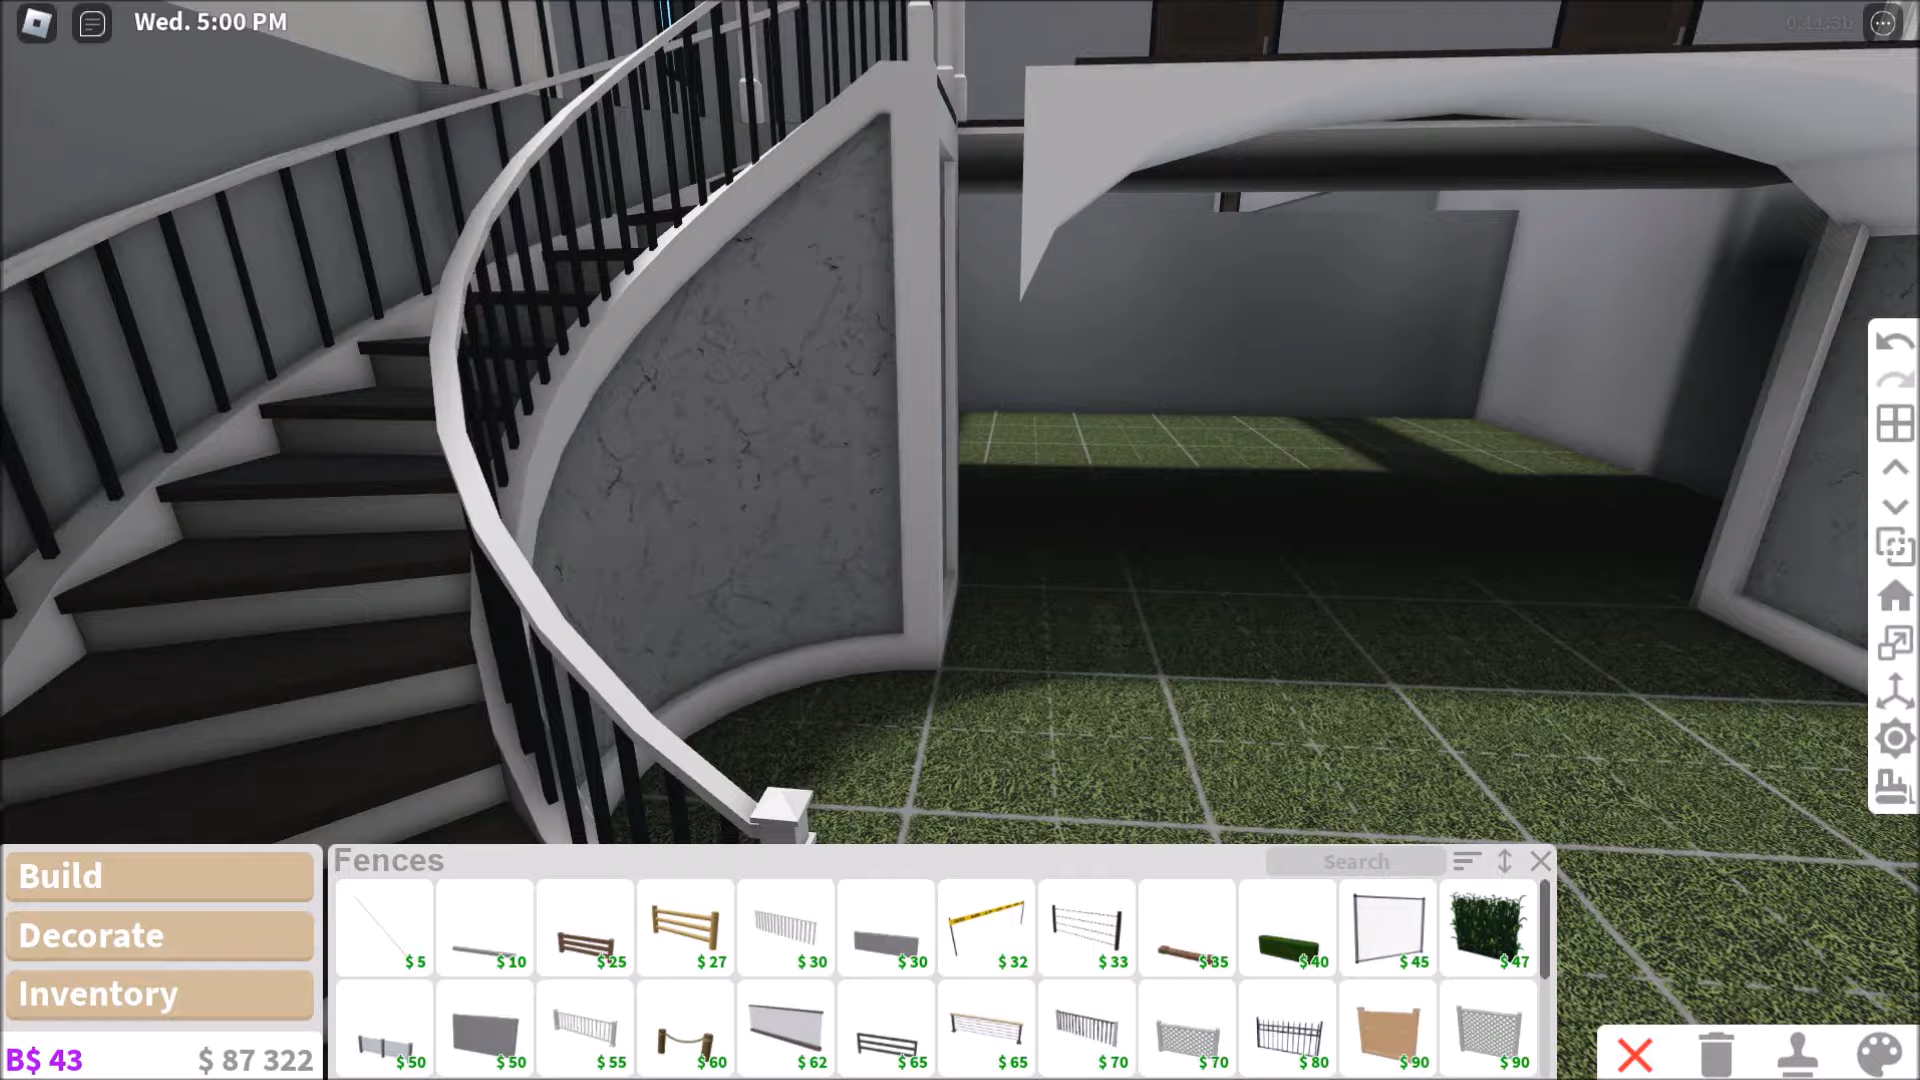 Wed. 5:00 PM
Build
Decorate
Inventory
B$ 43 $ 87 322
Fences
Search
$ 5 $ 10 $ 25 $ 27 $ 30 $ 30 $ 32 $ 33 $ 35 $ 40 $ 45 $ 47
$ 50 $ 50 $ 55 $ 60 $ 62 $ 65 $ 65 $ 70 $ 70 $ 80 $ 90 $ 90